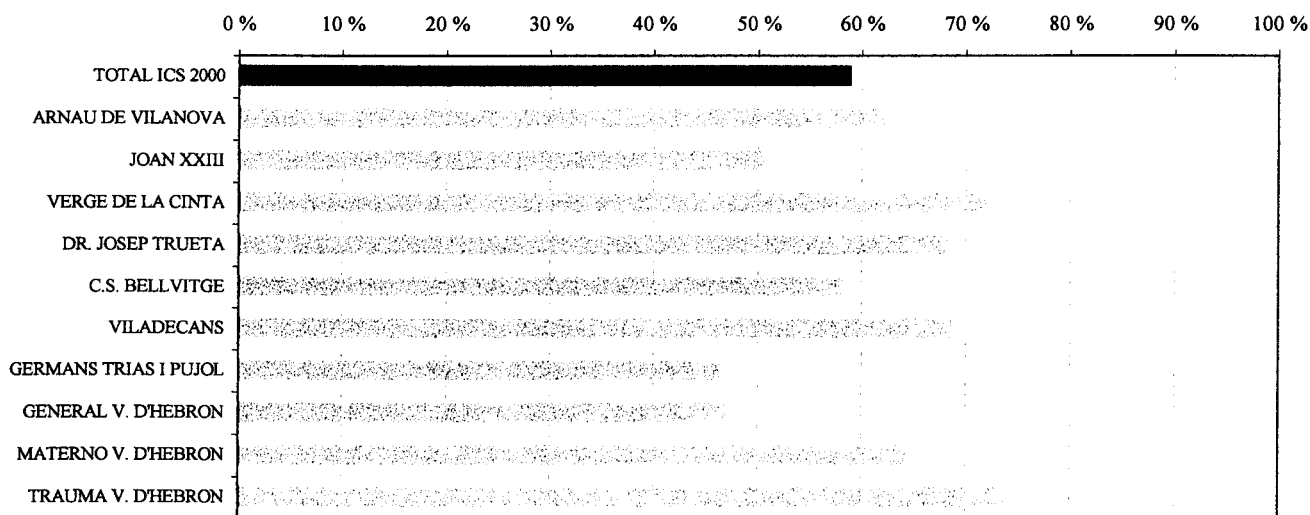 0 % 10 % 20 % 30 % 40 % 50 % 60 % 70 % 80 % 90 % 100 %
TOTAL ICS 2000
ARNAU DE VILANOVA
JOAN XXIII
VERGE DE LA CINTA
DR. JOSEP TRUETA
C.S. BELLVITGE
VILADECANS
GERMANS TRIAS I PUJOL
GENERAL V. D'HEBRON
MATERNO V. D'HEBRON
TRAUMA V. D'HEBRON